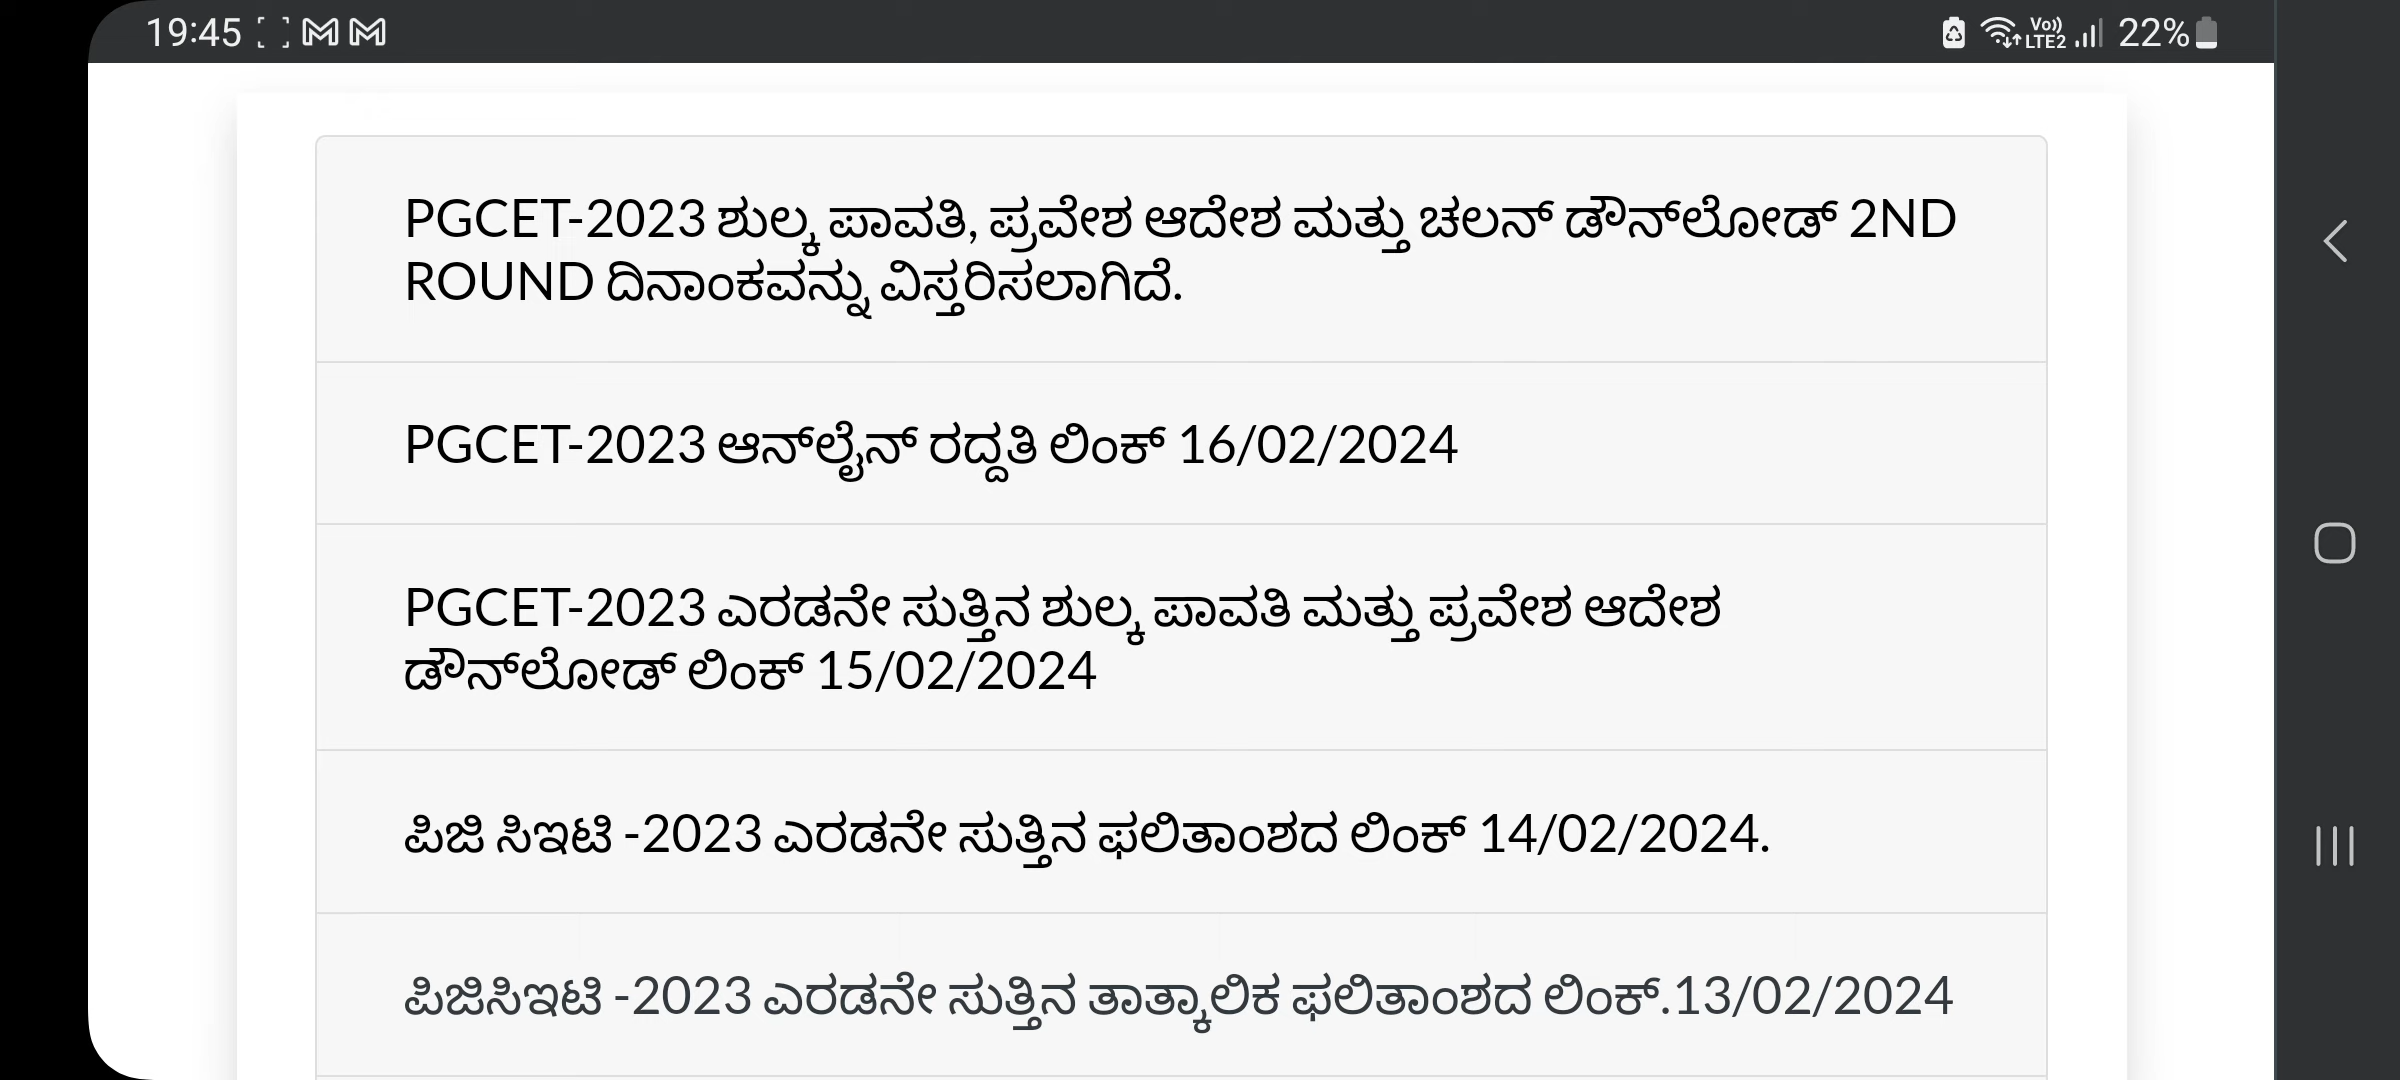 19:45
Vo))
LTE2
22%
PGCET-2023 ಶುಲ್ಕ ಪಾವತಿ, ಪ್ರವೇಶ ಆದೇಶ ಮತ್ತು ಚಲನ್ ಡೌನ್‌ಲೋಡ್ 2ND
ROUND ದಿನಾಂಕವನ್ನು ವಿಸ್ತರಿಸಲಾಗಿದೆ.
PGCET-2023 ಆನ್‌ಲೈನ್ ರದ್ದತಿ ಲಿಂಕ್ 16/02/2024
PGCET-2023 ಎರಡನೇ ಸುತ್ತಿನ ಶುಲ್ಕ ಪಾವತಿ ಮತ್ತು ಪ್ರವೇಶ ಆದೇಶ
ಡೌನ್‌ಲೋಡ್ ಲಿಂಕ್ 15/02/2024
ಪಿಜಿ ಸಿಇಟಿ -2023 ಎರಡನೇ ಸುತ್ತಿನ ಫಲಿತಾಂಶದ ಲಿಂಕ್ 14/02/2024.
ಪಿಜಿಸಿಇಟಿ -2023 ಎರಡನೇ ಸುತ್ತಿನ ತಾತ್ಕಾಲಿಕ ಫಲಿತಾಂಶದ ಲಿಂಕ್.13/02/2024